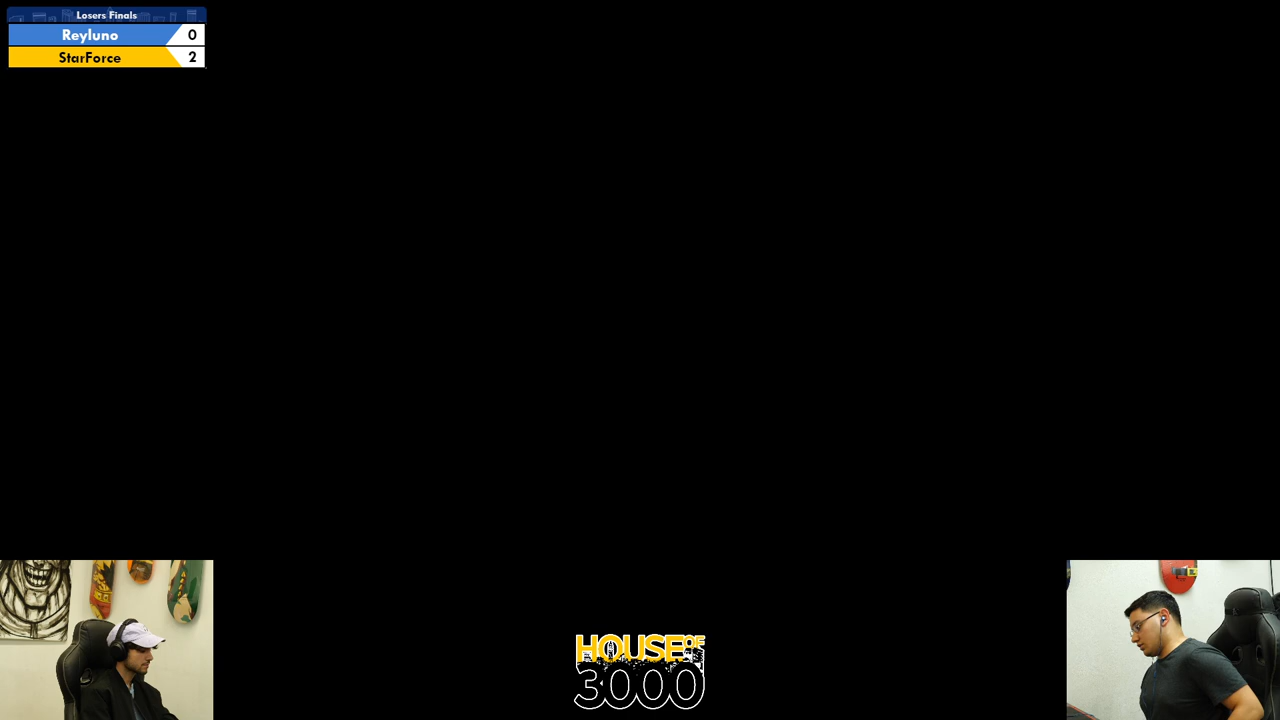 Losers Finals
Reyluno 0
StarForce 2
HOUSE OF
3000